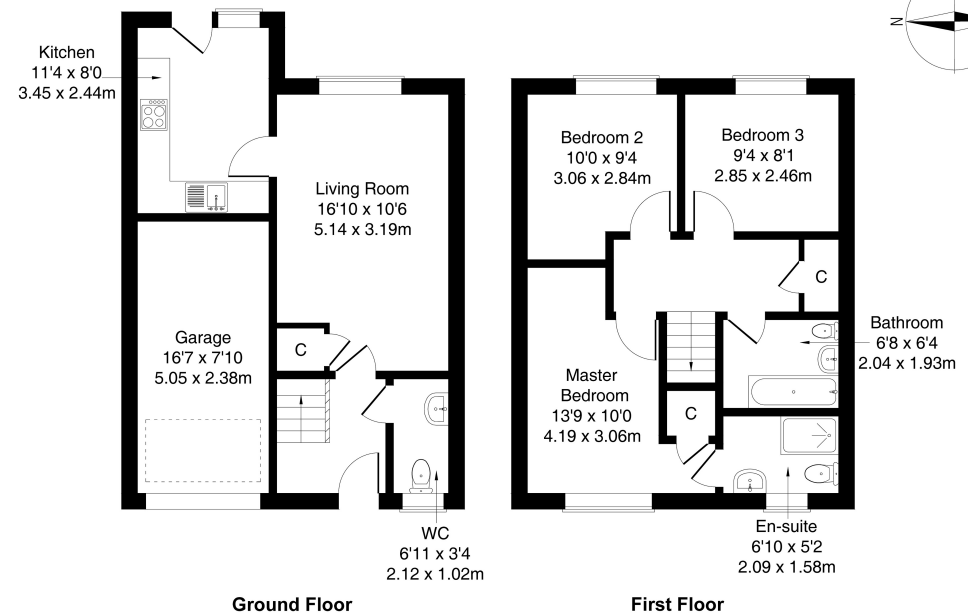 N
Kitchen
11'4 x 8'0
3.45 x 2.44m
Living Room
16'10 x 10'6
5.14 x 3.19m
Garage
16'7 x 7'10
5.05 x 2.38m
C
WC
6'11 x 3'4
2.12 x 1.02m
Ground Floor
Bedroom 2
10'0 x 9'4
3.06 x 2.84m
Bedroom 3
9'4 x 8'1
2.85 x 2.46m
C
Bathroom
6'8 x 6'4
2.04 x 1.93m
Master
Bedroom
13'9 x 10'0
4.19 x 3.06m
C
En-suite
6'10 x 5'2
2.09 x 1.58m
First Floor